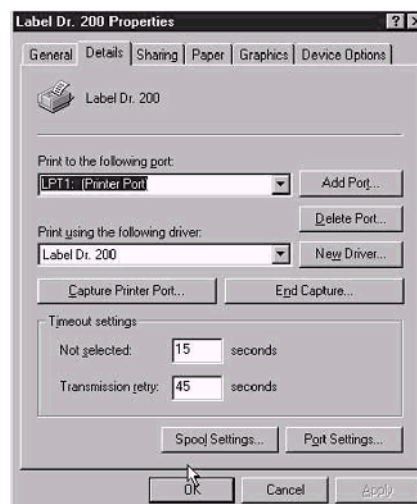 Label Dr. 200 Properties
General Details Sharing Paper Graphics Device Options
Label Dr. 200
Print to the following port:
LPT1: (Printer Port) Add Port...
Delete Port...
Print using the following driver:
Label Dr. 200 New Driver...
Capture Printer Port... End Capture...
Timeout settings
Not selected: 15 seconds
Transmission retry: 45 seconds
Spool Settings... Port Settings...
OK Cancel Apply